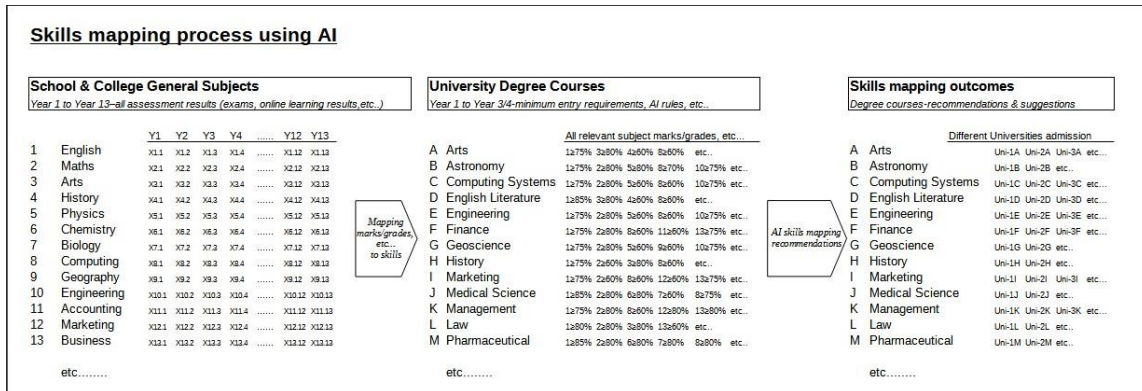 Skills mapping process using AI
School & College General Subjects
Year 1 to Year 13–all assessment results (exams, online learning results,etc..)
Y1 Y2 Y3 Y4 ...... Y12 Y13
1 English X1.1 X1.2 X1.3 X1.4 ...... X1.12 X1.13
2 Maths X2.1 X2.2 X2.3 X2.4 ...... X2.12 X2.13
3 Arts X3.1 X3.2 X3.3 X3.4 ...... X3.12 X3.13
4 History X4.1 X4.2 X4.3 X4.4 ...... X4.12 X4.13
5 Physics X5.1 X5.2 X5.3 X5.4 ...... X5.12 X5.13
6 Chemistry X6.1 X6.2 X6.3 X6.4 ...... X6.12 X6.13
7 Biology X7.1 X7.2 X7.3 X7.4 ...... X7.12 X7.13
8 Computing X8.1 X8.2 X8.3 X8.4 ...... X8.12 X8.13
9 Geography X9.1 X9.2 X9.3 X9.4 ...... X9.12 X9.13
10 Engineering X10.1 X10.2 X10.3 X10.4 ...... X10.12 X10.13
11 Accounting X11.1 X11.2 X11.3 X11.4 ...... X11.12 X11.13
12 Marketing X12.1 X12.2 X12.3 X12.4 ...... X12.12 X12.13
13 Business X13.1 X13.2 X13.3 X13.4 ...... X13.12 X13.13
etc........
Mapping
marks/grades,
etc...
to skills
University Degree Courses
Year 1 to Year 3/4-minimum entry requirements, AI rules, etc..
All relevant subject marks/grades, etc...
A Arts 1≥75% 3≥80% 4≥60% 8≥60% etc..
B Astronomy 1≥75% 2≥80% 5≥80% 8≥70% 10≥75% etc..
C Computing Systems 1≥75% 2≥80% 5≥60% 8≥60% 10≥75% etc..
D English Literature 1≥85% 3≥80% 4≥60% 8≥60% etc..
E Engineering 1≥75% 2≥80% 5≥60% 8≥60% 10≥75% etc..
F Finance 1≥75% 2≥80% 8≥60% 11≥60% 13≥75% etc...
G Geoscience 1≥75% 2≥80% 5≥60% 9≥60% 10≥75% etc..
H History 1≥75% 2≥60% 3≥80% 8≥60% etc..
I Marketing 1≥75% 2≥60% 8≥60% 12≥60% 13≥75% etc...
J Medical Science 1≥85% 2≥80% 6≥80% 7≥60% 8≥75% etc..
K Management 1≥75% 2≥60% 8≥60% 12≥80% 13≥80% etc...
L Law 1≥80% 2≥80% 3≥80% 13≥60% etc...
M Pharmaceutical 1≥85% 2≥80% 6≥80% 7≥80% 8≥80% etc..
etc........
AI skills mapping
recommendations
Skills mapping outcomes
Degree courses-recommendations & suggestions
Different Universities admission
A Arts Uni-1A Uni-2A Uni-3A etc...
B Astronomy Uni-1B Uni-2B etc..
C Computing Systems Uni-1C Uni-2C Uni-3C etc..
D English Literature Uni-1D Uni-2D Uni-3D etc..
E Engineering Uni-1E Uni-2E Uni-3E etc..
F Finance Uni-1F Uni-2F Uni-3F etc..
G Geoscience Uni-1G Uni-2G etc..
H History Uni-1H Uni-2H etc..
I Marketing Uni-1I Uni-2I Uni-3I etc..
J Medical Science Uni-1J Uni-2J etc..
K Management Uni-1K Uni-2K Uni-3K etc...
L Law Uni-1L Uni-2L etc..
M Pharmaceutical Uni-1M Uni-2M etc..
etc........